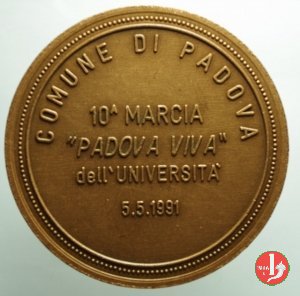 COMUNE DI PADOVA
10ᴬ MARCIA
"PADOVA VIVA"
dell'UNIVERSITÀ
5.5.1991